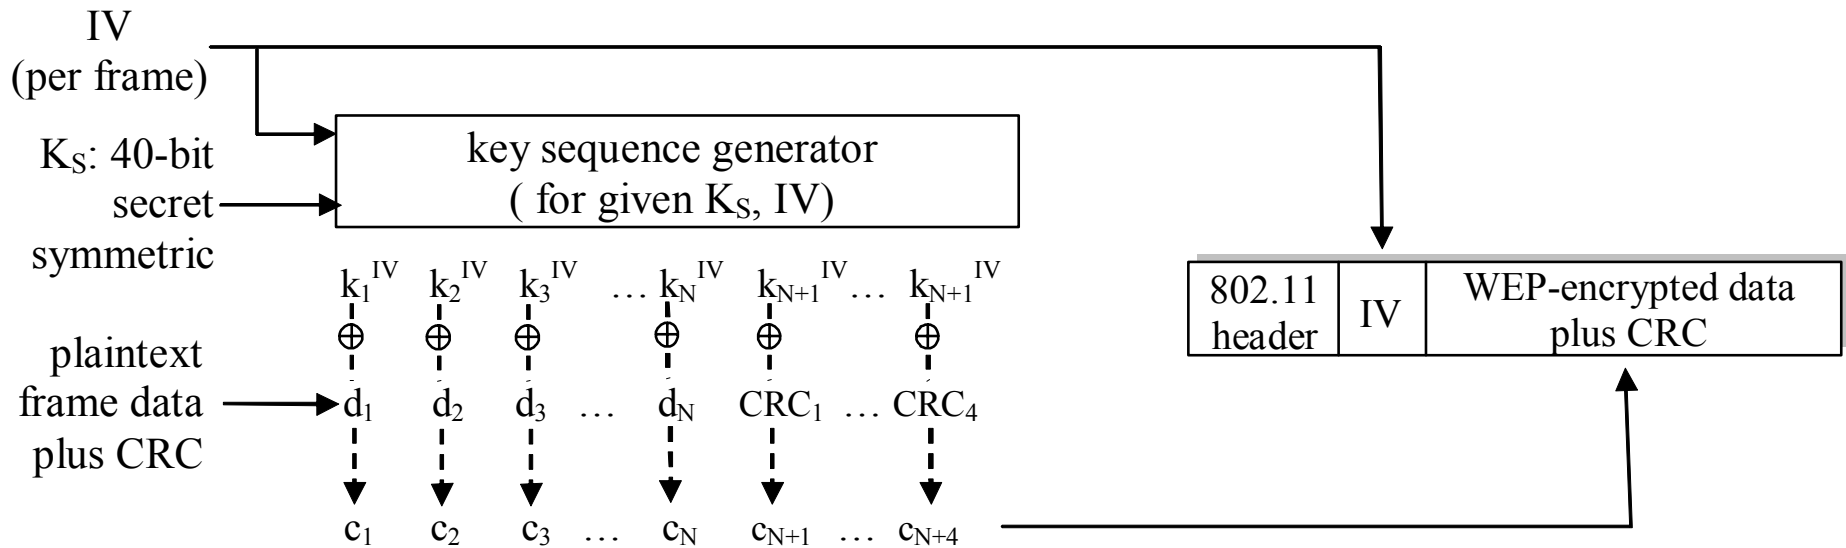 IV
(per frame)
K_S: 40-bit
secret
symmetric
key sequence generator
( for given K_S, IV)
k_1^IV k_2^IV k_3^IV … k_N^IV k_N+1^IV … k_N+1^IV
plaintext
frame data
plus CRC
d_1 d_2 d_3 … d_N CRC_1 … CRC_4
c_1 c_2 c_3 … c_N c_N+1 … c_N+4
802.11
header
IV
WEP-encrypted data
plus CRC